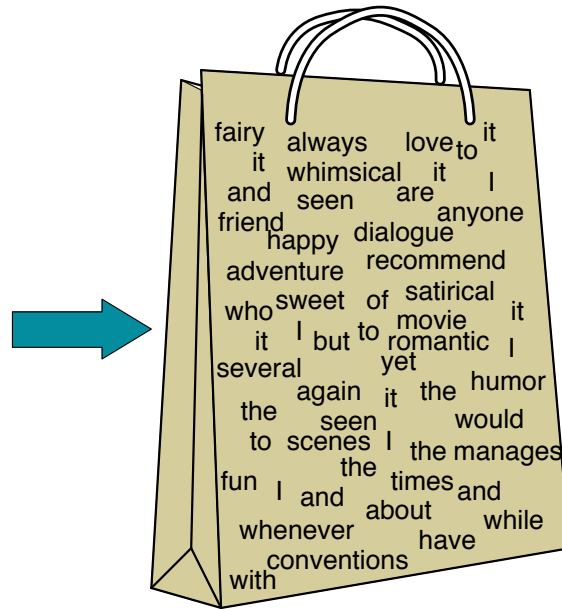 fairy always love to it
it whimsical it I
and seen are anyone
friend happy dialogue
adventure recommend
who sweet of satirical it
it I but to movie romantic I
several yet
again it the humor
the seen would
to scenes I the manages
fun I and the times and
whenever about have while
with conventions